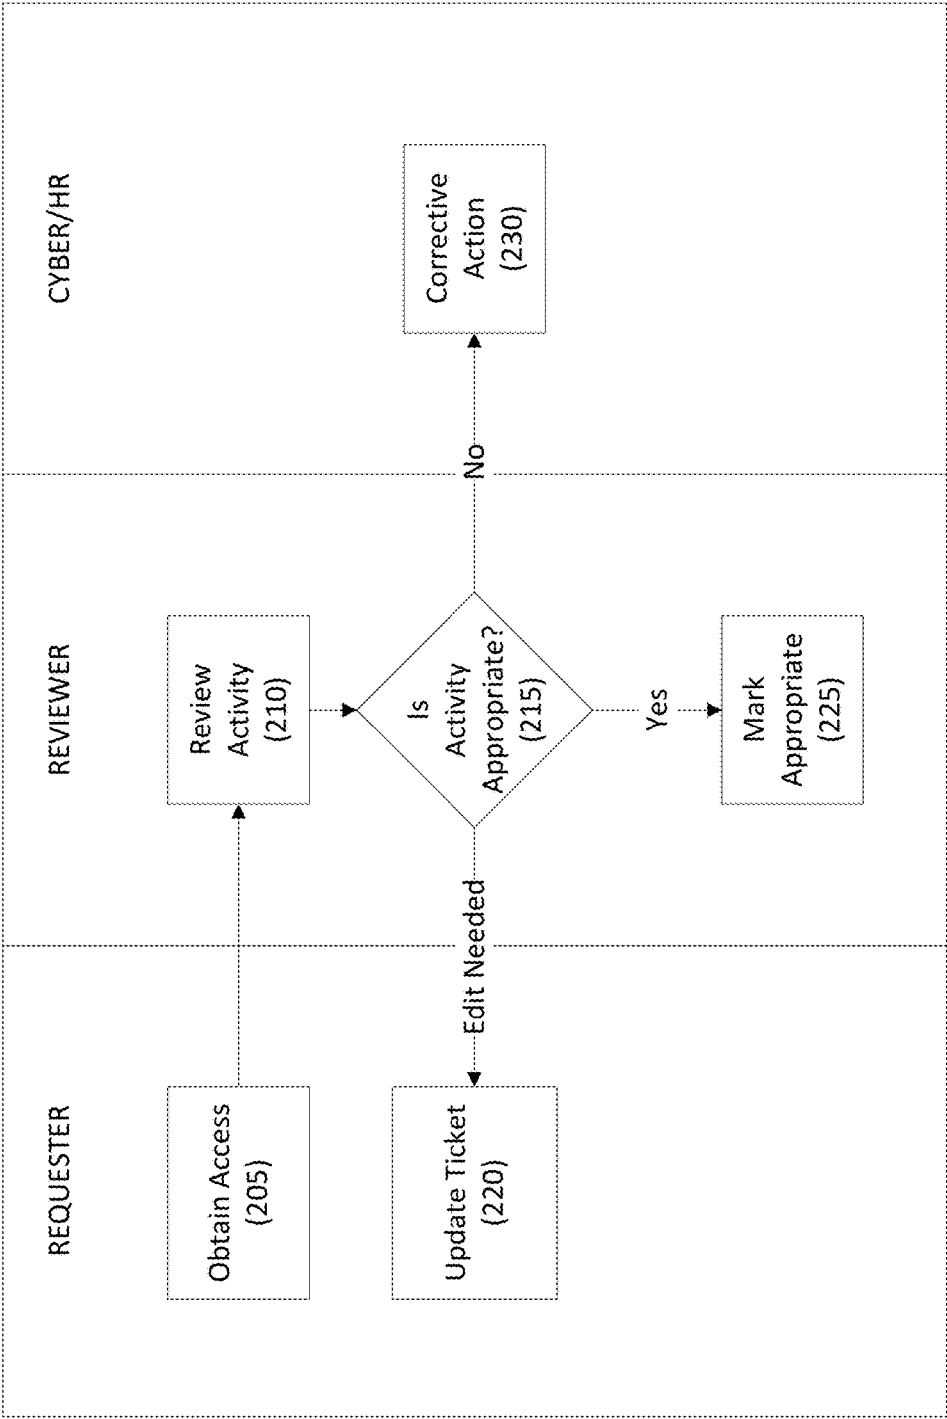 REQUESTER
REVIEWER
CYBER/HR
Obtain Access
(205)
Review
Activity
(210)
Update Ticket
(220)
Edit Needed
Is
Activity
Appropriate?
(215)
No
Corrective
Action
(230)
Yes
Mark
Appropriate
(225)